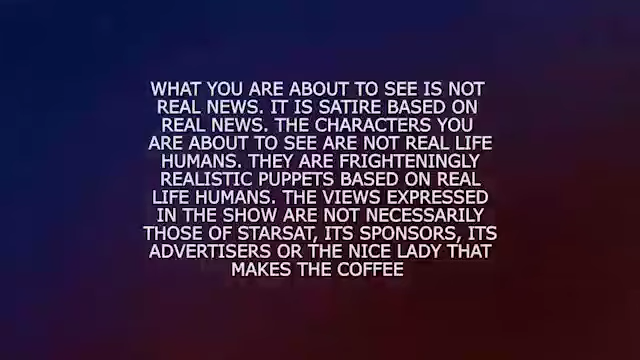 WHAT YOU ARE ABOUT TO SEE IS NOT
REAL NEWS. IT IS SATIRE BASED ON
REAL NEWS. THE CHARACTERS YOU
ARE ABOUT TO SEE ARE NOT REAL LIFE
HUMANS. THEY ARE FRIGHTENINGLY
REALISTIC PUPPETS BASED ON REAL
LIFE HUMANS. THE VIEWS EXPRESSED
IN THE SHOW ARE NOT NECESSARILY
THOSE OF STARSAT, ITS SPONSORS, ITS
ADVERTISERS OR THE NICE LADY THAT
MAKES THE COFFEE